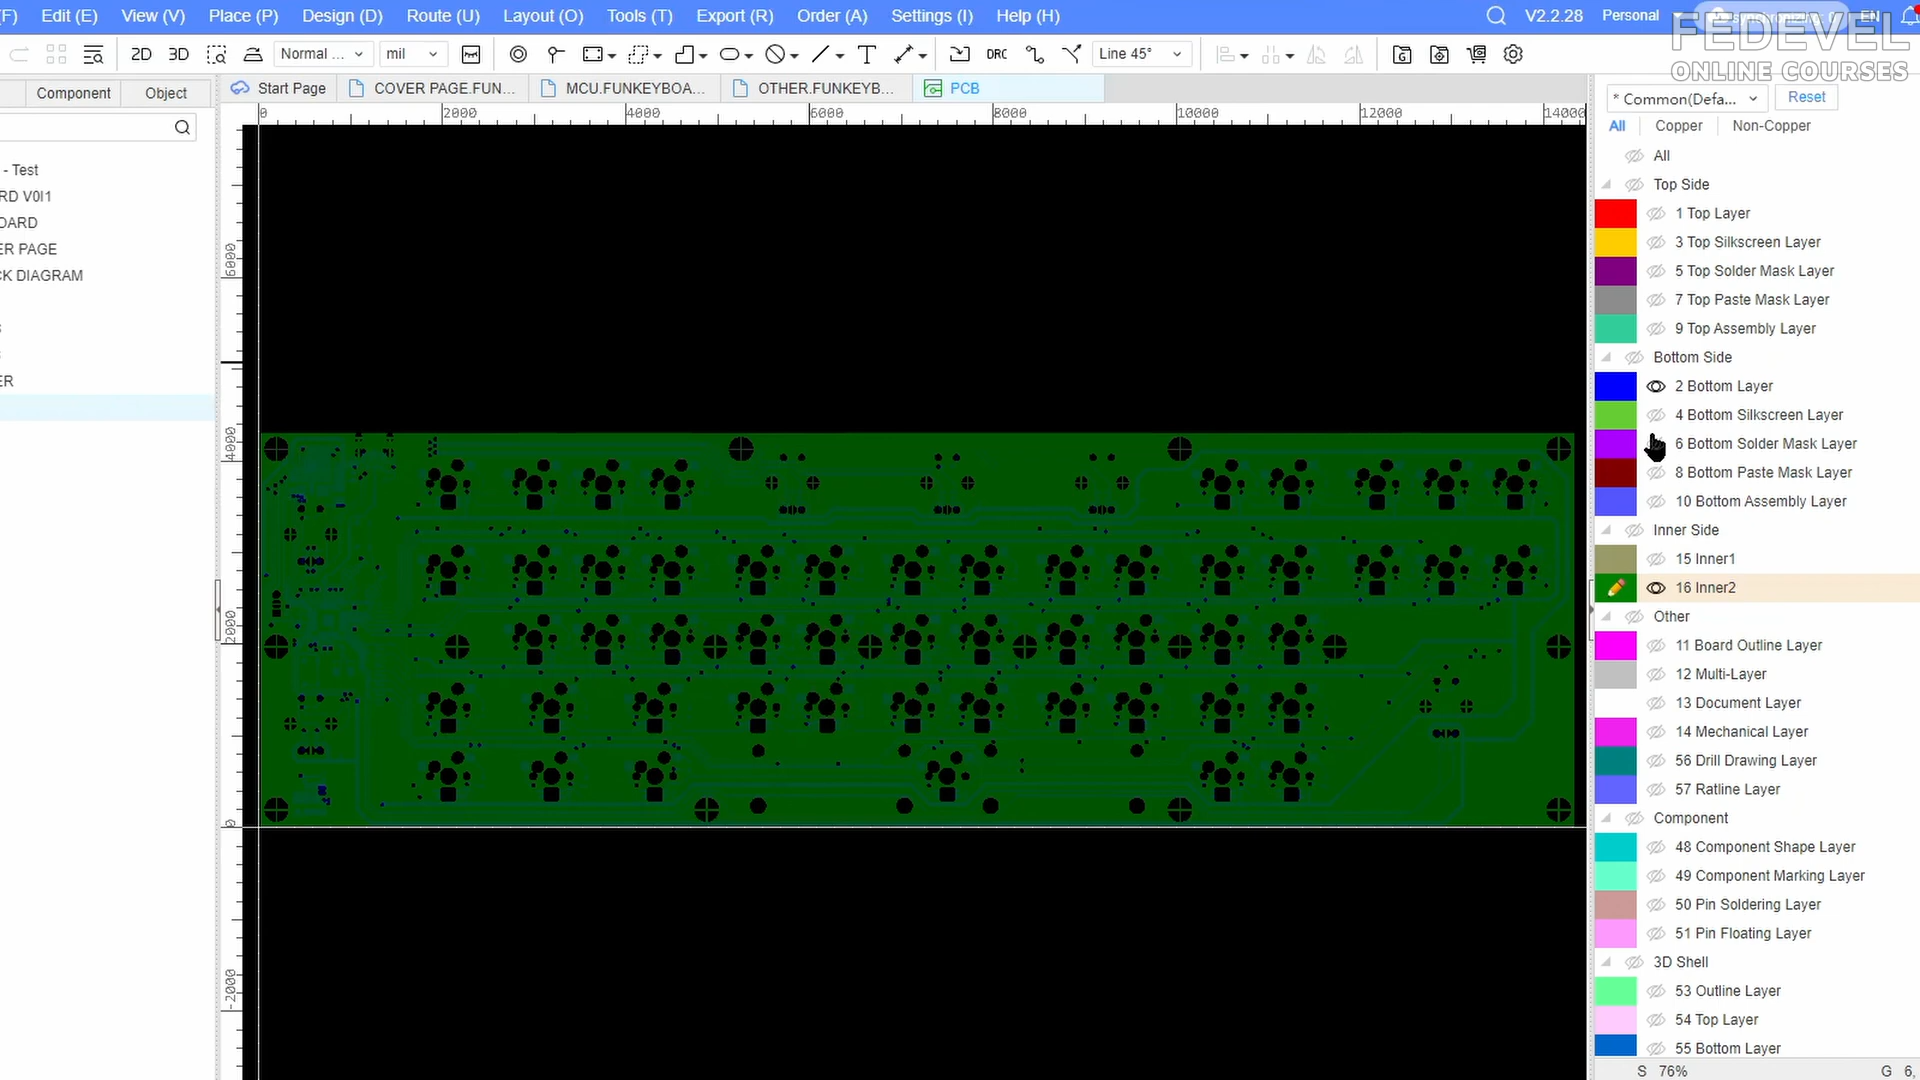 F) Edit (E) View (V) Place (P) Design (D) Route (U) Layout (O) Tools (T) Export (R) Order (A) Settings (I) Help (H) V2.2.28 Personal EN
FEDEVEL
ONLINE COURSES
2D 3D Normal ... mil T DRC Line 45°
Component Object
Start Page COVER PAGE.FUN... MCU.FUNKEYBOA... OTHER.FUNKEYB... PCB
* Common(Defa... Reset
0 2000 4000 6000 8000 10000 12000 14000
All Copper Non-Copper
All
- Test
Top Side
RD V0I1
1 Top Layer
OARD
3 Top Silkscreen Layer
ER PAGE
6000
5 Top Solder Mask Layer
CK DIAGRAM
7 Top Paste Mask Layer
9 Top Assembly Layer
Bottom Side
ER
2 Bottom Layer
4 Bottom Silkscreen Layer
4000
6 Bottom Solder Mask Layer
8 Bottom Paste Mask Layer
10 Bottom Assembly Layer
Inner Side
15 Inner1
16 Inner2
Other
2000
11 Board Outline Layer
12 Multi-Layer
13 Document Layer
14 Mechanical Layer
56 Drill Drawing Layer
57 Ratline Layer
0
Component
48 Component Shape Layer
49 Component Marking Layer
50 Pin Soldering Layer
51 Pin Floating Layer
3D Shell
-2000
53 Outline Layer
54 Top Layer
55 Bottom Layer
S 76% G 6,